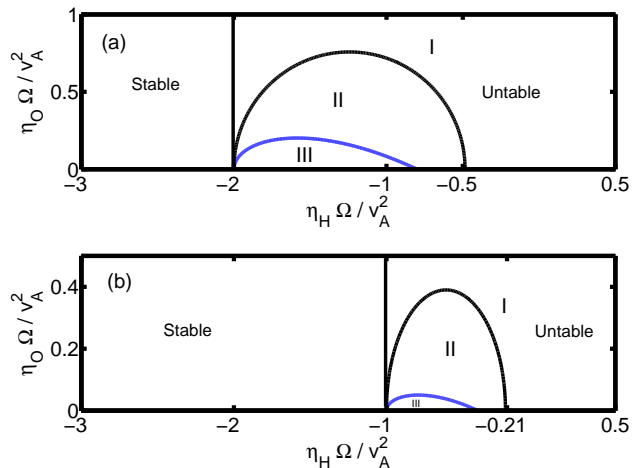 1
(a)
I
Stable
II
Untable
0.5
III
0
−3
−2
−1
−0.5
0.5
η_O Ω / v_A^2
η_H Ω / v_A^2
(b)
0.4
I
Stable
II
Untable
0.2
III
0
−3
−2
−1
−0.21
0.5
η_O Ω / v_A^2
η_H Ω / v_A^2